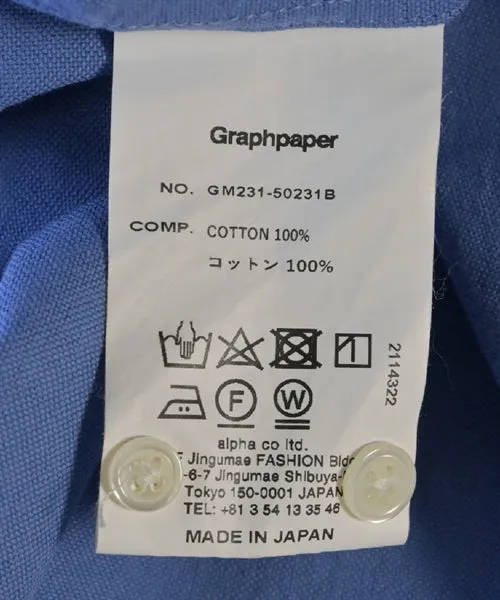 Graphpaper
NO. GM231-50231B
COMP. COTTON 100%
コットン 100%
2114322
F
W
alpha co ltd.
F Jingumae FASHION
-6-7 Jingumae Shibuya-
Tokyo 150-0001 JAPAN
TEL: +81 3 54 13 35 46
MADE IN JAPAN